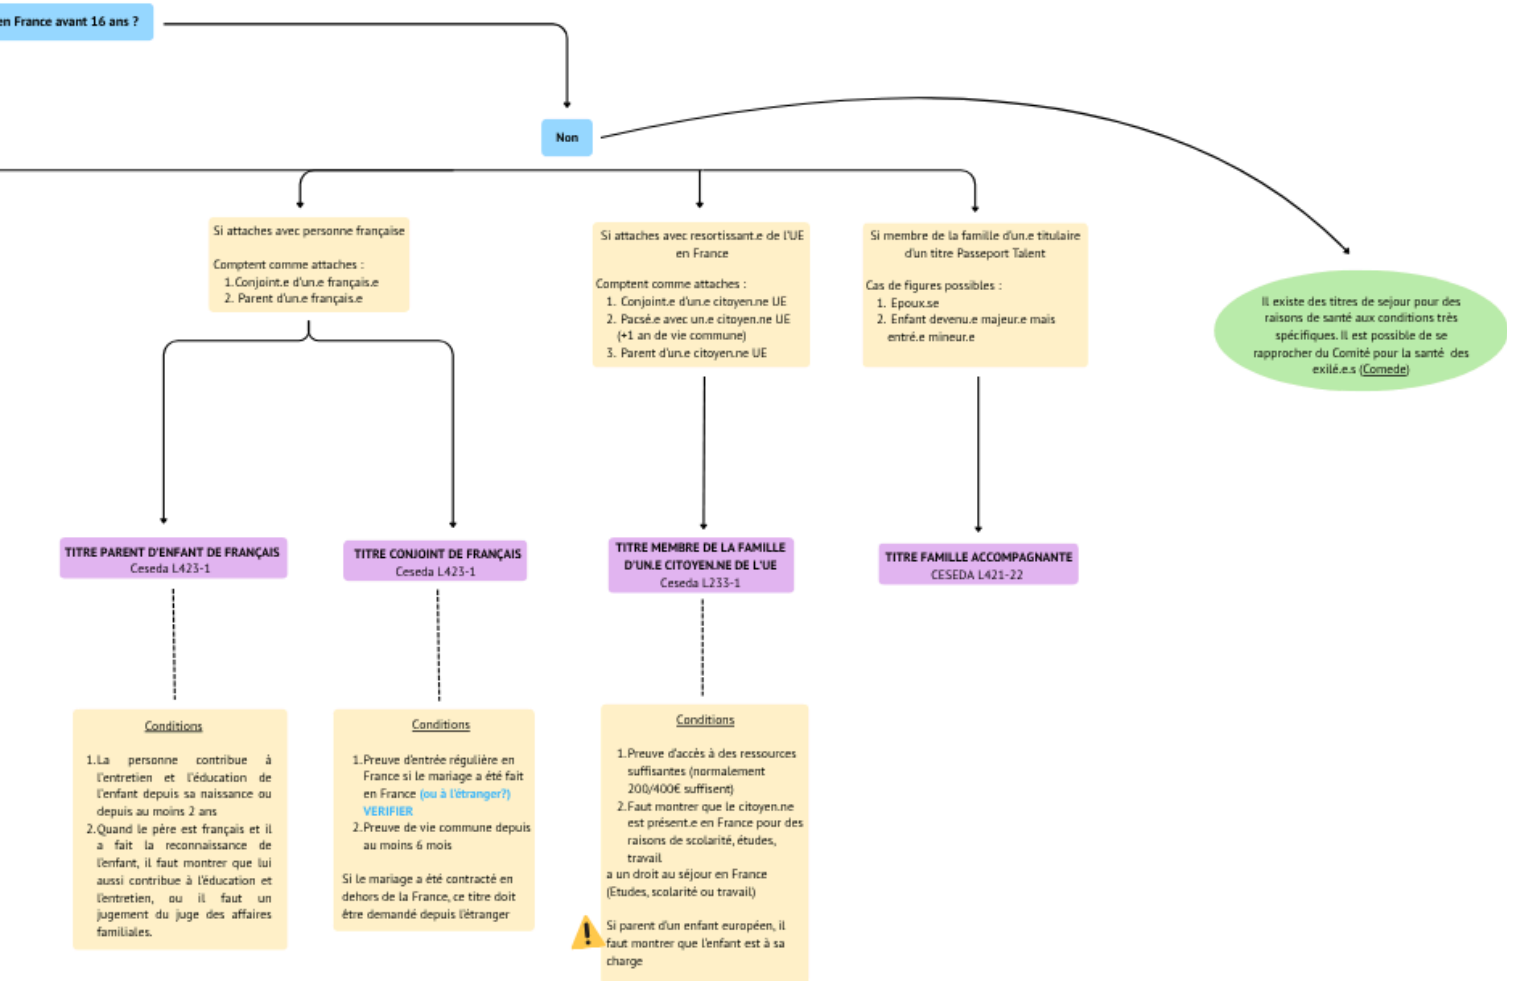 en France avant 16 ans ?
Non
Si attaches avec personne française
Comptent comme attaches :
1.Conjoint.e d'un.e français.e
2. Parent d'un.e français.e
Si attaches avec resortissant.e de l'UE
en France
Comptent comme attaches :
1. Conjoint.e d'un.e citoyen.ne UE
2. Pacsé.e avec un.e citoyen.ne UE
(+1 an de vie commune)
3. Parent d'un.e citoyen.ne UE
Si membre de la famille d'un.e titulaire
d'un titre Passeport Talent
Cas de figures possibles :
1. Epoux.se
2. Enfant devenu.e majeur.e mais
entré.e mineur.e
Il existe des titres de sejour pour des
raisons de santé aux conditions très
spécifiques. Il est possible de se
rapprocher du Comité pour la santé des
exilé.e.s (Comede)
TITRE PARENT D'ENFANT DE FRANÇAIS
Ceseda L423-1
TITRE CONJOINT DE FRANÇAIS
Ceseda L423-1
TITRE MEMBRE DE LA FAMILLE
D'UN.E CITOYEN.NE DE L'UE
Ceseda L233-1
TITRE FAMILLE ACCOMPAGNANTE
CESEDA L421-22
Conditions
1.La personne contribue à
l'entretien et l'éducation de
l'enfant depuis sa naissance ou
depuis au moins 2 ans
2.Quand le père est français et il
a fait la reconnaissance de
l'enfant, il faut montrer que lui
aussi contribue à l'éducation et
l'entretien, ou il faut un
jugement du juge des affaires
familiales.
Conditions
1.Preuve d'entrée régulière en
France si le mariage a été fait
en France (ou à l'étranger?)
VERIFIER
2.Preuve de vie commune depuis
au moins 6 mois
Si le mariage a été contracté en
dehors de la France, ce titre doit
être demandé depuis l'étranger
Conditions
1.Preuve d'accès à des ressources
suffisantes (normalement
200/400€ suffisent)
2.Faut montrer que le citoyen.ne
est présent.e en France pour des
raisons de scolarité, études,
travail
a un droit au séjour en France
(Etudes, scolarité ou travail)
Si parent d'un enfant européen, il
faut montrer que l'enfant est à sa
charge